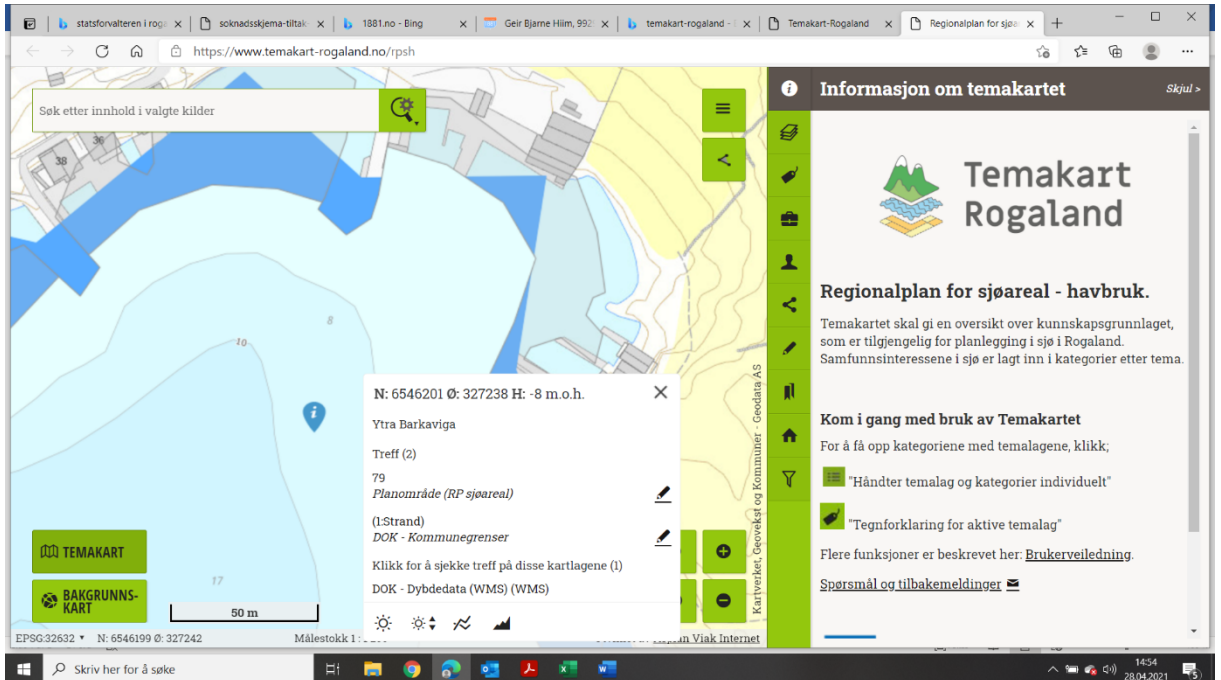 statsforvalteren i roga
soknadsskjema-tiltak-
1881.no - Bing
Geir Bjarne Hiim, 992
temakart-rogaland -
Temakart-Rogaland
Regionalplan for sjøa
https://www.temakart-rogaland.no/rpsh
Søk etter innhold i valgte kilder
36
38
8
10
17
N: 6546201 Ø: 327238 H: -8 m.o.h.
Ytra Barkaviga
Treff (2)
79
Planområde (RP sjøareal)
(1:Strand)
DOK - Kommunegrenser
Klikk for å sjekke treff på disse kartlagene (1)
DOK - Dybdedata (WMS) (WMS)
TEMAKART
BAKGRUNNS-
KART
50 m
Kartverket, Geovekst og Kommuner - Geodata AS
EPSG:32632 N: 6546199 Ø: 327242 Målestokk 1 :
Viak Internet
Informasjon om temakartet Skjul >
Temakart
Rogaland
Regionalplan for sjøareal - havbruk.
Temakartet skal gi en oversikt over kunnskapsgrunnlaget,
som er tilgjengelig for planlegging i sjø i Rogaland.
Samfunnsinteressene i sjø er lagt inn i kategorier etter tema.
Kom i gang med bruk av Temakartet
For å få opp kategoriene med temalagene, klikk;
"Håndter temalag og kategorier individuelt"
"Tegnforklaring for aktive temalag"
Flere funksjoner er beskrevet her: Brukerveiledning.
Spørsmål og tilbakemeldinger
Skriv her for å søke
14:54
28.04.2021
5